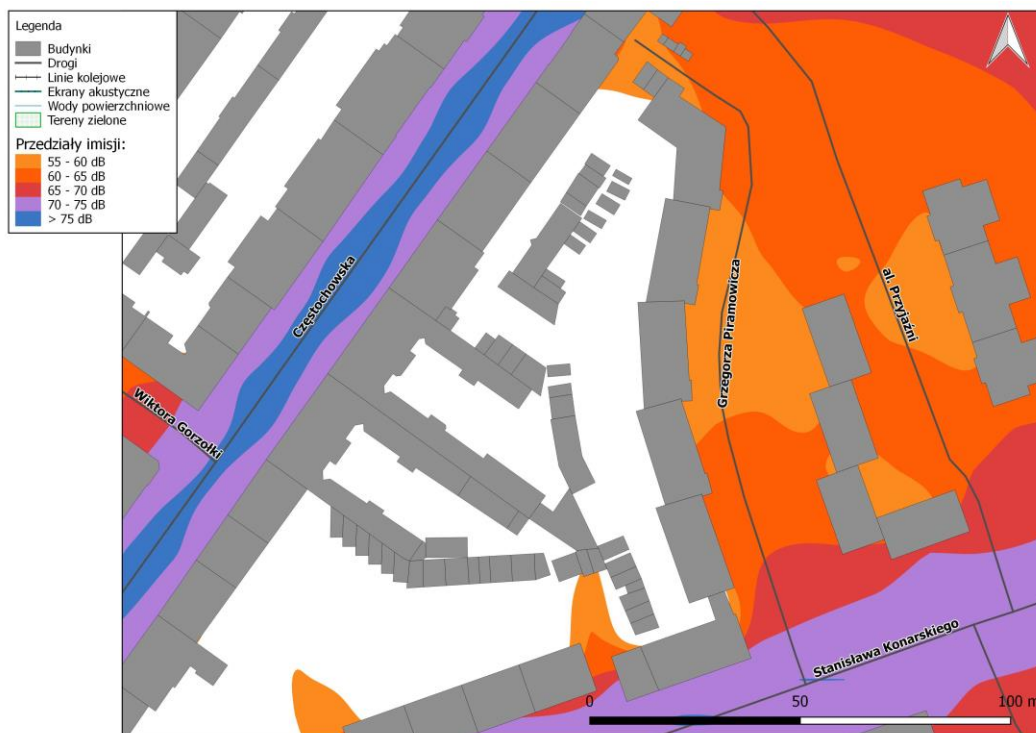 Legenda
Budynki
Drogi
Linie kolejowe
Ekrany akustyczne
Wody powierzchniowe
Tereny zielone
Przedziały imisji:
55 - 60 dB
60 - 65 dB
65 - 70 dB
70 - 75 dB
> 75 dB
Częstochowska
Wiktora Gorzołki
Grzegorza Piramowicza
al. Przyjaźni
Stanisława Konarskiego
0 50 100 m